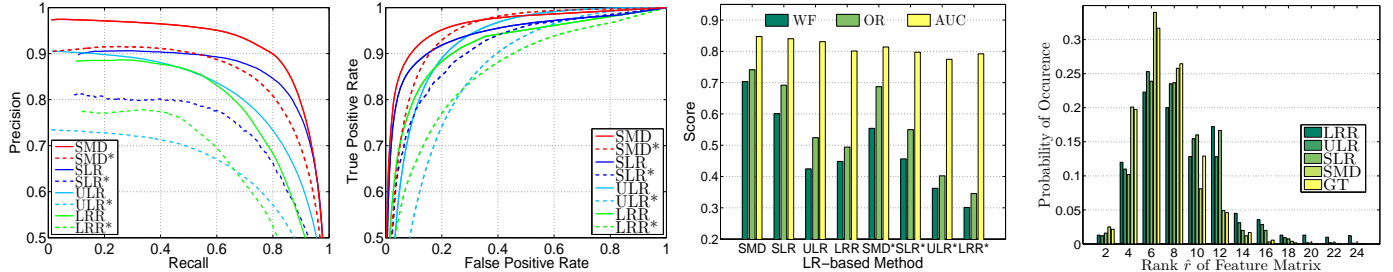 1
0.9
0.8
0.7
0.6
0.5
Precision
SMD
SMD*
SLR
SLR*
ULR
ULR*
LRR
LRR*
0 0.2 0.4 0.6 0.8 1
Recall
1
0.9
0.8
0.7
0.6
0.5
True Positive Rate
SMD
SMD*
SLR
SLR*
ULR
ULR*
LRR
LRR*
0 0.2 0.4 0.6 0.8 1
False Positive Rate
WF OR AUC
0.9
0.8
0.7
0.6
0.5
0.4
0.3
0.2
Score
SMD SLR ULR LRR SMD* SLR* ULR* LRR*
LR−based Method
0.3
0.25
0.2
0.15
0.1
0.05
0
Probability of Occurence
LRR
ULR
SLR
SMD
GT
2 4 6 8 10 12 14 16 18 20 22 24
Rank r̂ of Feature Matrix